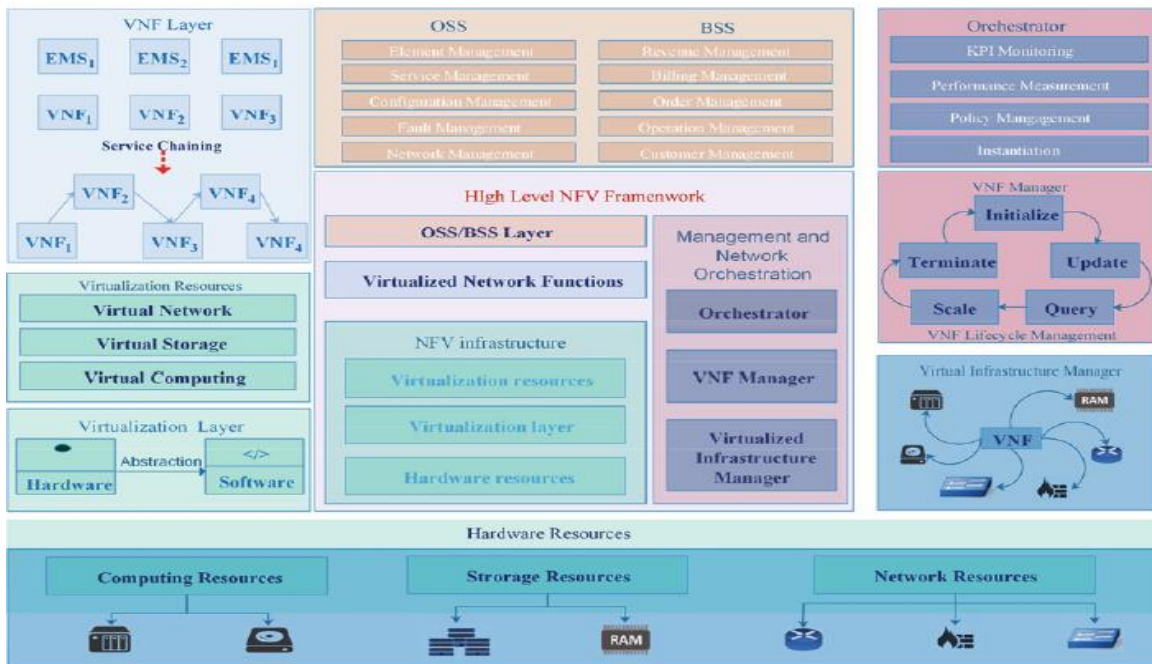 VNF Layer
EMS1
EMS2
EMS1
VNF1
VNF2
VNF3
Service Chaining
VNF2
VNF4
VNF1
VNF3
VNF4
Virtualization Resources
Virtual Network
Virtual Storage
Virtual Computing
Virtualization Layer
</>
Abstraction
Hardware
Software
OSS
BSS
Element Management
Service Management
Configuration Management
Fault Management
Network Management
Revenue Management
Billing Management
Order Management
Operation Management
Customer Management
HIgh Level NFV Framenwork
OSS/BSS Layer
Virtualized Network Functions
NFV infrastructure
Virtualization resources
Virtualization layer
Hardware resources
Management and
Network
Orchestration
Orchestrator
VNF Manager
Virtualized
Infrastructure
Manager
Orchestrator
KPI Monitoring
Performance Measurement
Policy Mangagement
Instantiation
VNF Manager
Initialize
Terminate
Update
Scale
Query
VNF Lifecycle Management
Virtual Infrastructure Manager
RAM
VNF
Hardware Resources
Computing Resources
Strorage Resources
Network Resources
RAM